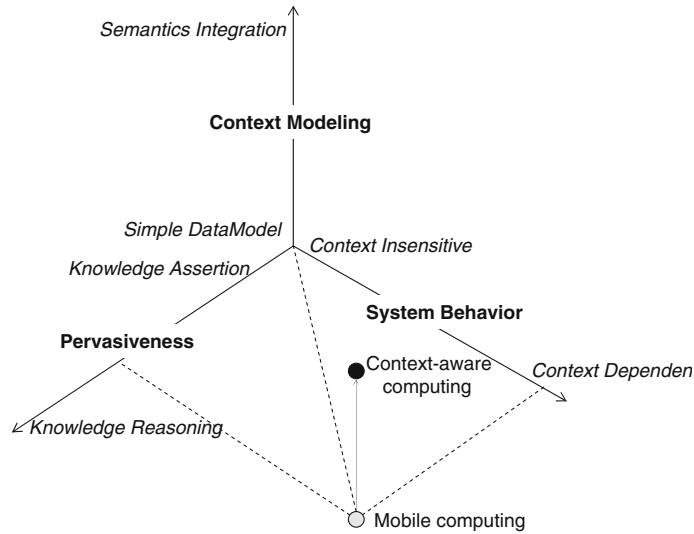 Semantics Integration
Context Modeling
Simple DataModel
Context Insensitive
Knowledge Assertion
System Behavior
Pervasiveness
Context-aware
computing
Context Dependen
Knowledge Reasoning
Mobile computing